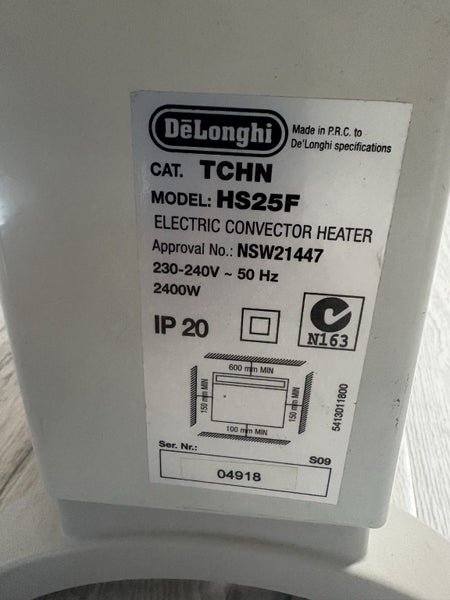 DēLonghi
Made in P.R.C. to
De'Longhi specifications
CAT. TCHN
MODEL: HS25F
ELECTRIC CONVECTOR HEATER
Approval No.: NSW21447
230-240V ~ 50 Hz
2400W
IP 20
N163
600 mm MIN
150 mm MIN
150 mm MIN
100 mm MIN
5413011800
Ser. Nr.:
S09
04918